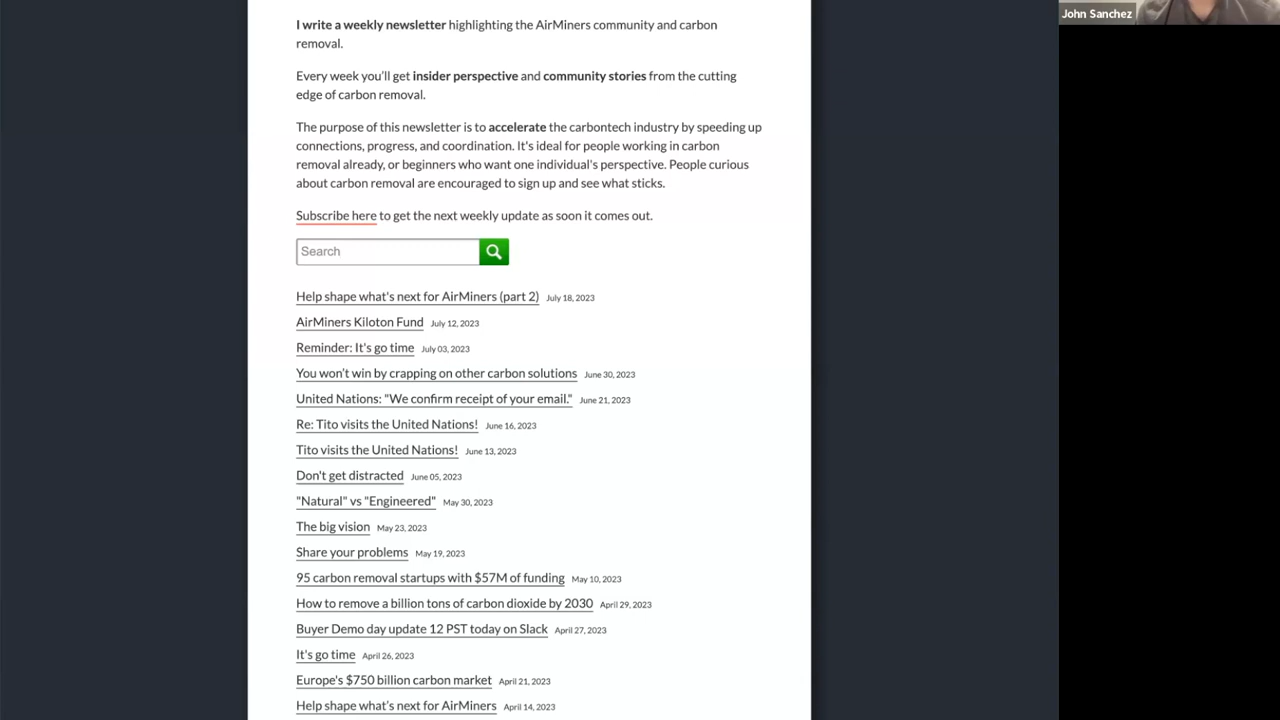 I write a weekly newsletter highlighting the AirMiners community and carbon
removal.
Every week you'll get insider perspective and community stories from the cutting
edge of carbon removal.
The purpose of this newsletter is to accelerate the carbontech industry by speeding up
connections, progress, and coordination. It's ideal for people working in carbon
removal already, or beginners who want one individual's perspective. People curious
about carbon removal are encouraged to sign up and see what sticks.
Subscribe here to get the next weekly update as soon it comes out.
Search
Help shape what's next for AirMiners (part 2) July 18, 2023
AirMiners Kiloton Fund July 12, 2023
Reminder: It's go time July 03, 2023
You won't win by crapping on other carbon solutions June 30, 2023
United Nations: "We confirm receipt of your email." June 21, 2023
Re: Tito visits the United Nations! June 16, 2023
Tito visits the United Nations! June 13, 2023
Don't get distracted June 05, 2023
"Natural" vs "Engineered" May 30, 2023
The big vision May 23, 2023
Share your problems May 19, 2023
95 carbon removal startups with $57M of funding May 10, 2023
How to remove a billion tons of carbon dioxide by 2030 April 29, 2023
Buyer Demo day update 12 PST today on Slack April 27, 2023
It's go time April 26, 2023
Europe's $750 billion carbon market April 21, 2023
Help shape what's next for AirMiners April 14, 2023
John Sanchez